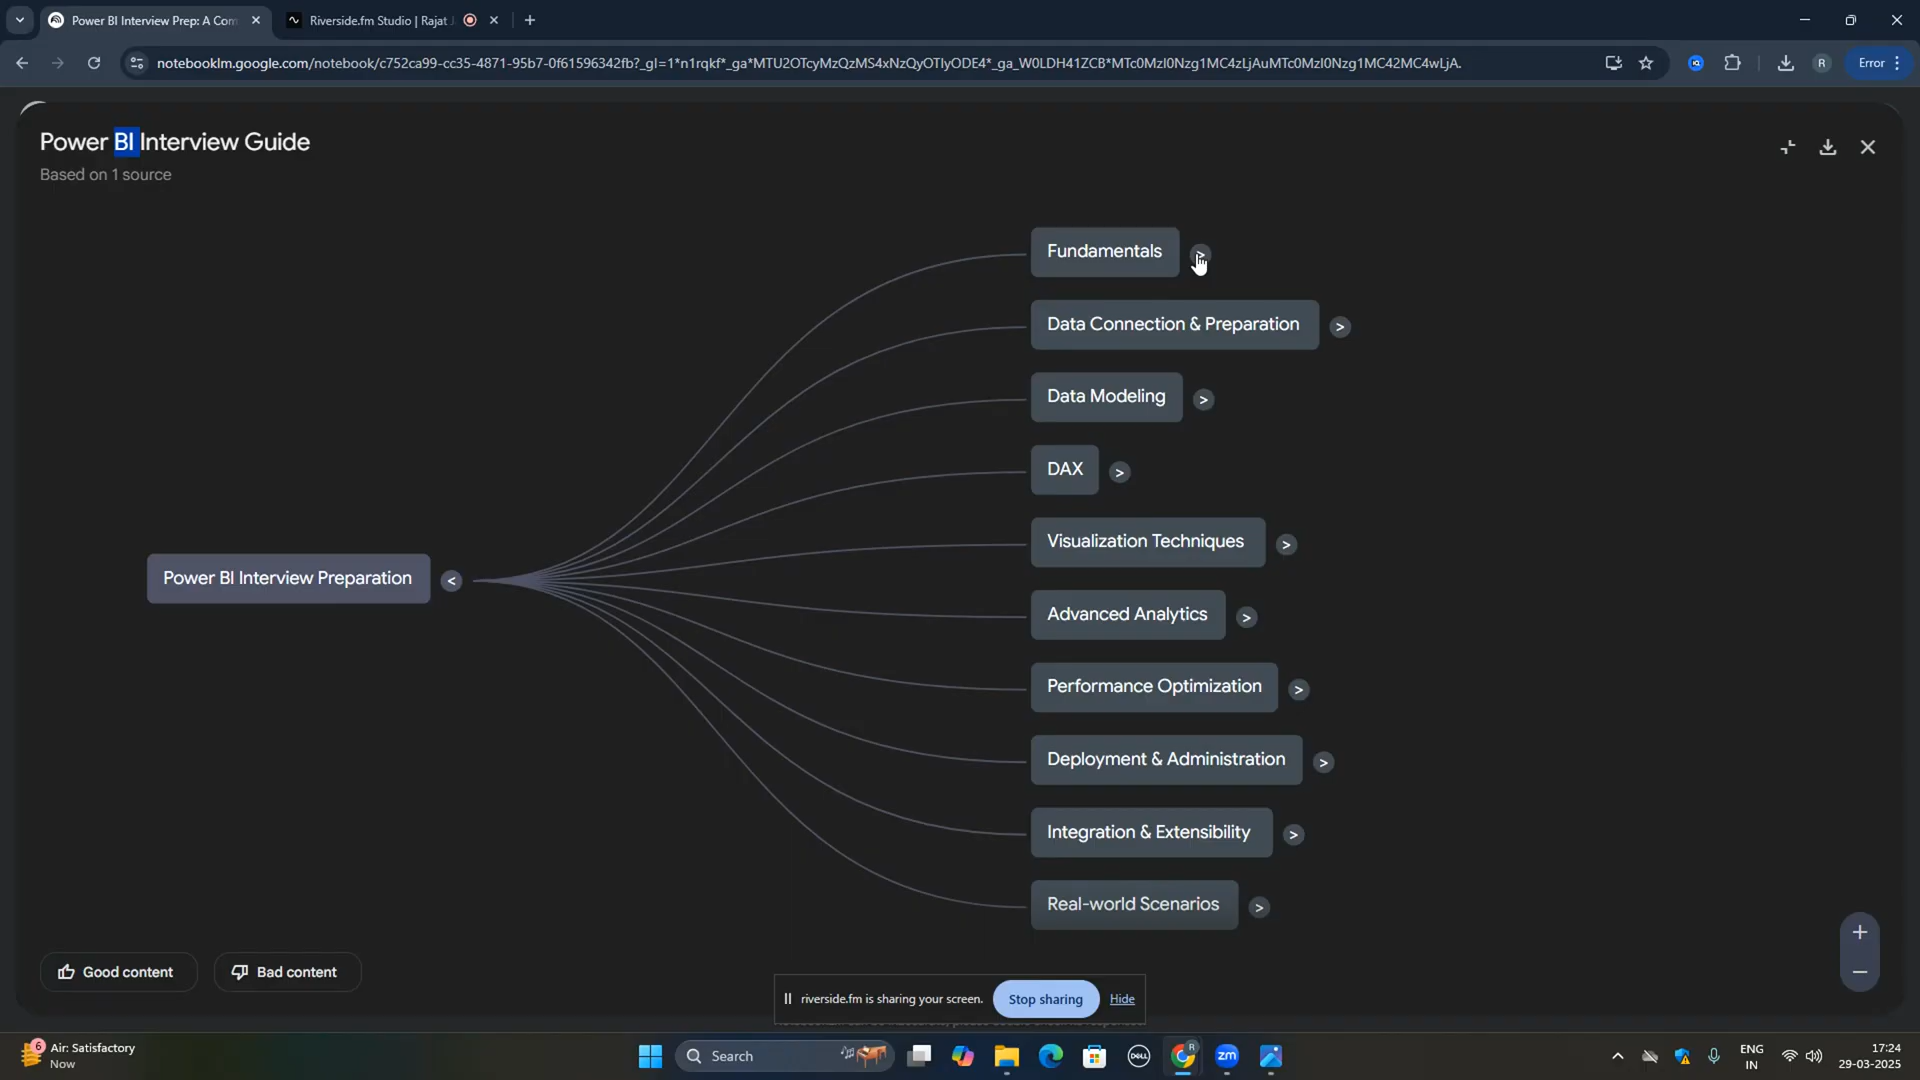 Power BI Interview Prep: A Com
Riverside.fm Studio | Rajat J
notebooklm.google.com/notebook/c752ca99-cc35-4871-95b7-0f61596342fb?_gl=1*n1rqkf*_ga*MTU2OTcyMzQzMS4xNzQyOTIyODE4*_ga_W0LDH41ZCB*MTc0MzI0Nzg1MC4zLjAuMTc0MzI0Nzg1MC42MC4wLjA.
R
Error
Power BI Interview Guide
Based on 1 source
Fundamentals
Data Connection & Preparation >
Data Modeling >
DAX >
Visualization Techniques >
Power BI Interview Preparation <
Advanced Analytics >
Performance Optimization >
Deployment & Administration >
Integration & Extensibility >
Real-world Scenarios >
Good content
Bad content
riverside.fm is sharing your screen.
Stop sharing
Hide
6
Air: Satisfactory
Now
Search
DELL
R
zm
ENG
IN
17:24
29-03-2025